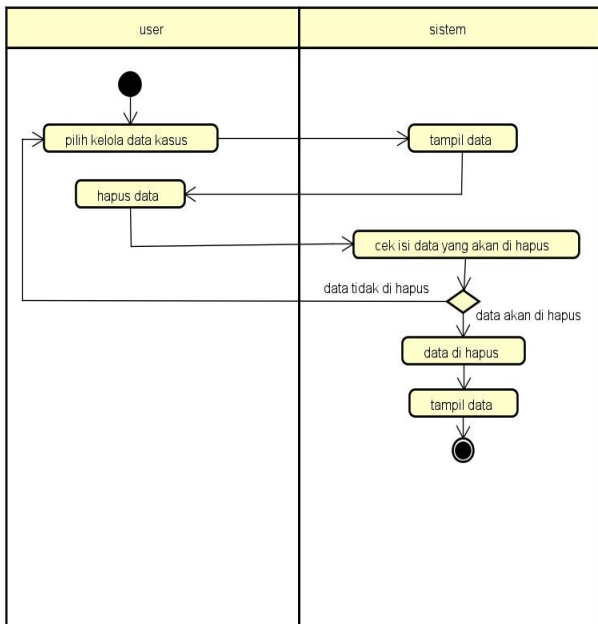 user
sistem
pilih kelola data kasus
tampil data
hapus data
cek isi data yang akan di hapus
data tidak di hapus
data akan di hapus
data di hapus
tampil data